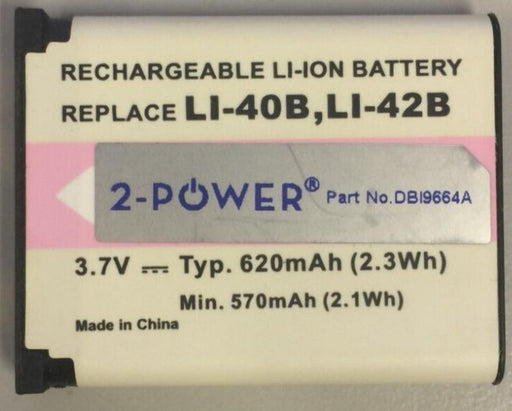 RECHARGEABLE LI-ION BATTERY
REPLACE LI-40B,LI-42B
2-POWER® Part No.DBI9664A
3.7V ⎓ Typ. 620mAh (2.3Wh)
Min. 570mAh (2.1Wh)
Made in China